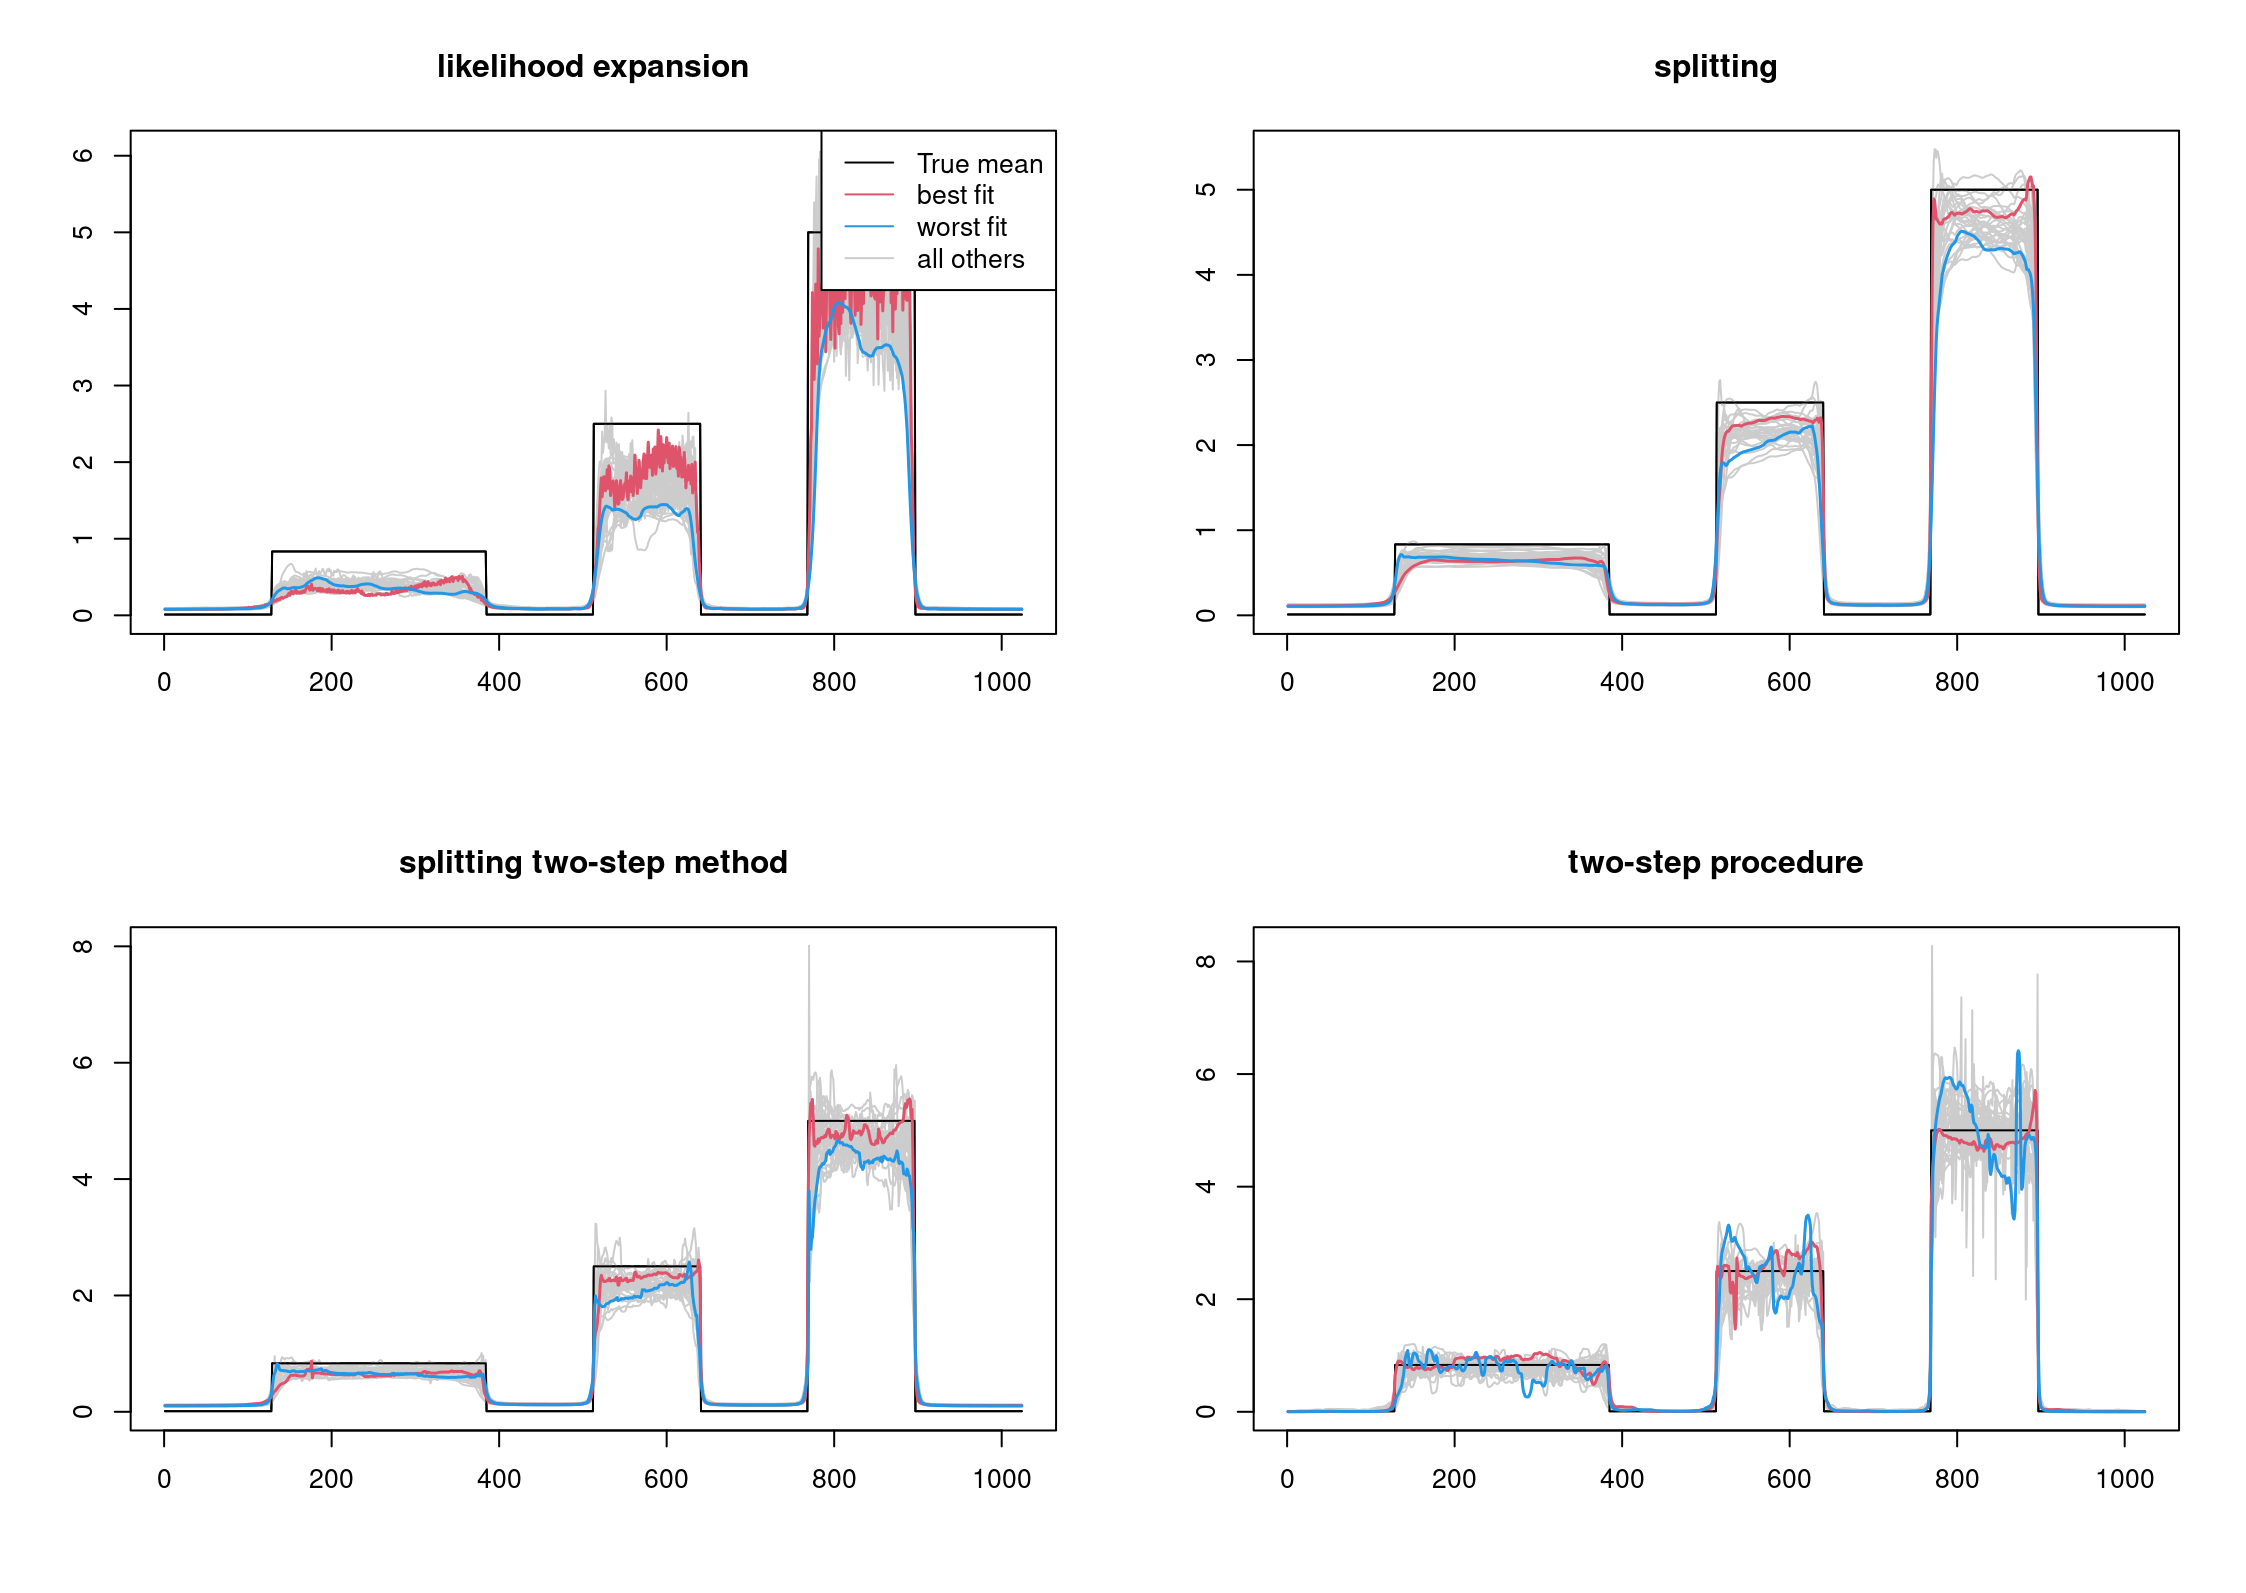 likelihood expansion
6
5
4
3
2
1
0
True mean
best fit
worst fit
all others
0 200 400 600 800 1000
splitting
5
4
3
2
1
0
0 200 400 600 800 1000
splitting two-step method
8
6
4
2
0
0 200 400 600 800 1000
two-step procedure
8
6
4
2
0
0 200 400 600 800 1000